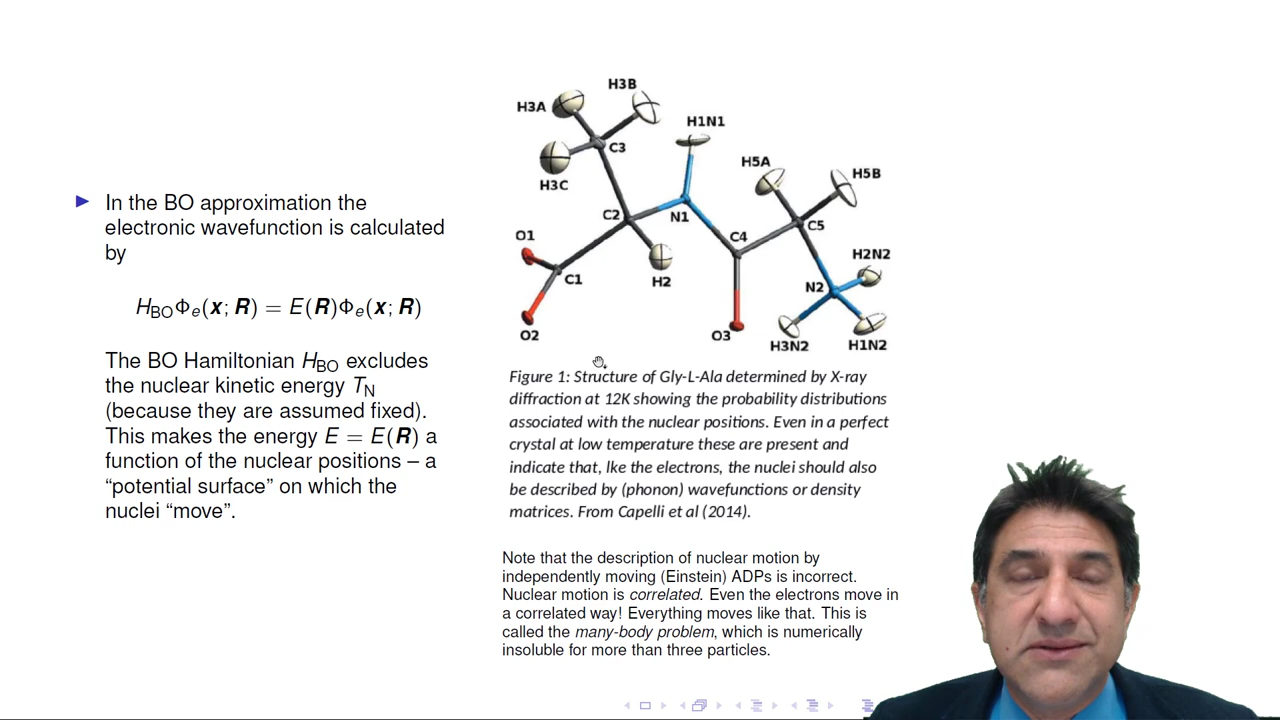 In the BO approximation the
electronic wavefunction is calculated
by
H_BO Φ_e(x; R) = E(R)Φ_e(x; R)
The BO Hamiltonian H_BO excludes
the nuclear kinetic energy T_N
(because they are assumed fixed).
This makes the energy E = E(R) a
function of the nuclear positions – a
“potential surface” on which the
nuclei “move”.
H3B
H3A
H1N1
C3
H5A
H5B
H3C
C2
N1
O1
C4
C5
H2N2
C1
H2
N2
O2
O3
H3N2
H1N2
Figure 1: Structure of Gly-L-Ala determined by X-ray
diffraction at 12K showing the probability distributions
associated with the nuclear positions. Even in a perfect
crystal at low temperature these are present and
indicate that, lke the electrons, the nuclei should also
be described by (phonon) wavefunctions or density
matrices. From Capelli et al (2014).
Note that the description of nuclear motion by
independently moving (Einstein) ADPs is incorrect.
Nuclear motion is correlated. Even the electrons move in
a correlated way! Everything moves like that. This is
called the many-body problem, which is numerically
insoluble for more than three particles.